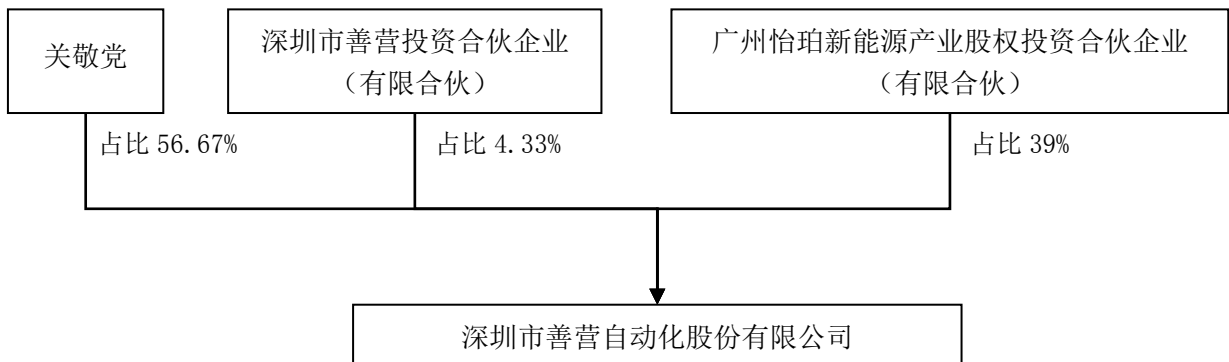 关敬党
深圳市善营投资合伙企业
（有限合伙）
广州怡珀新能源产业股权投资合伙企业
（有限合伙）
占比 56.67%
占比 4.33%
占比 39%
深圳市善营自动化股份有限公司